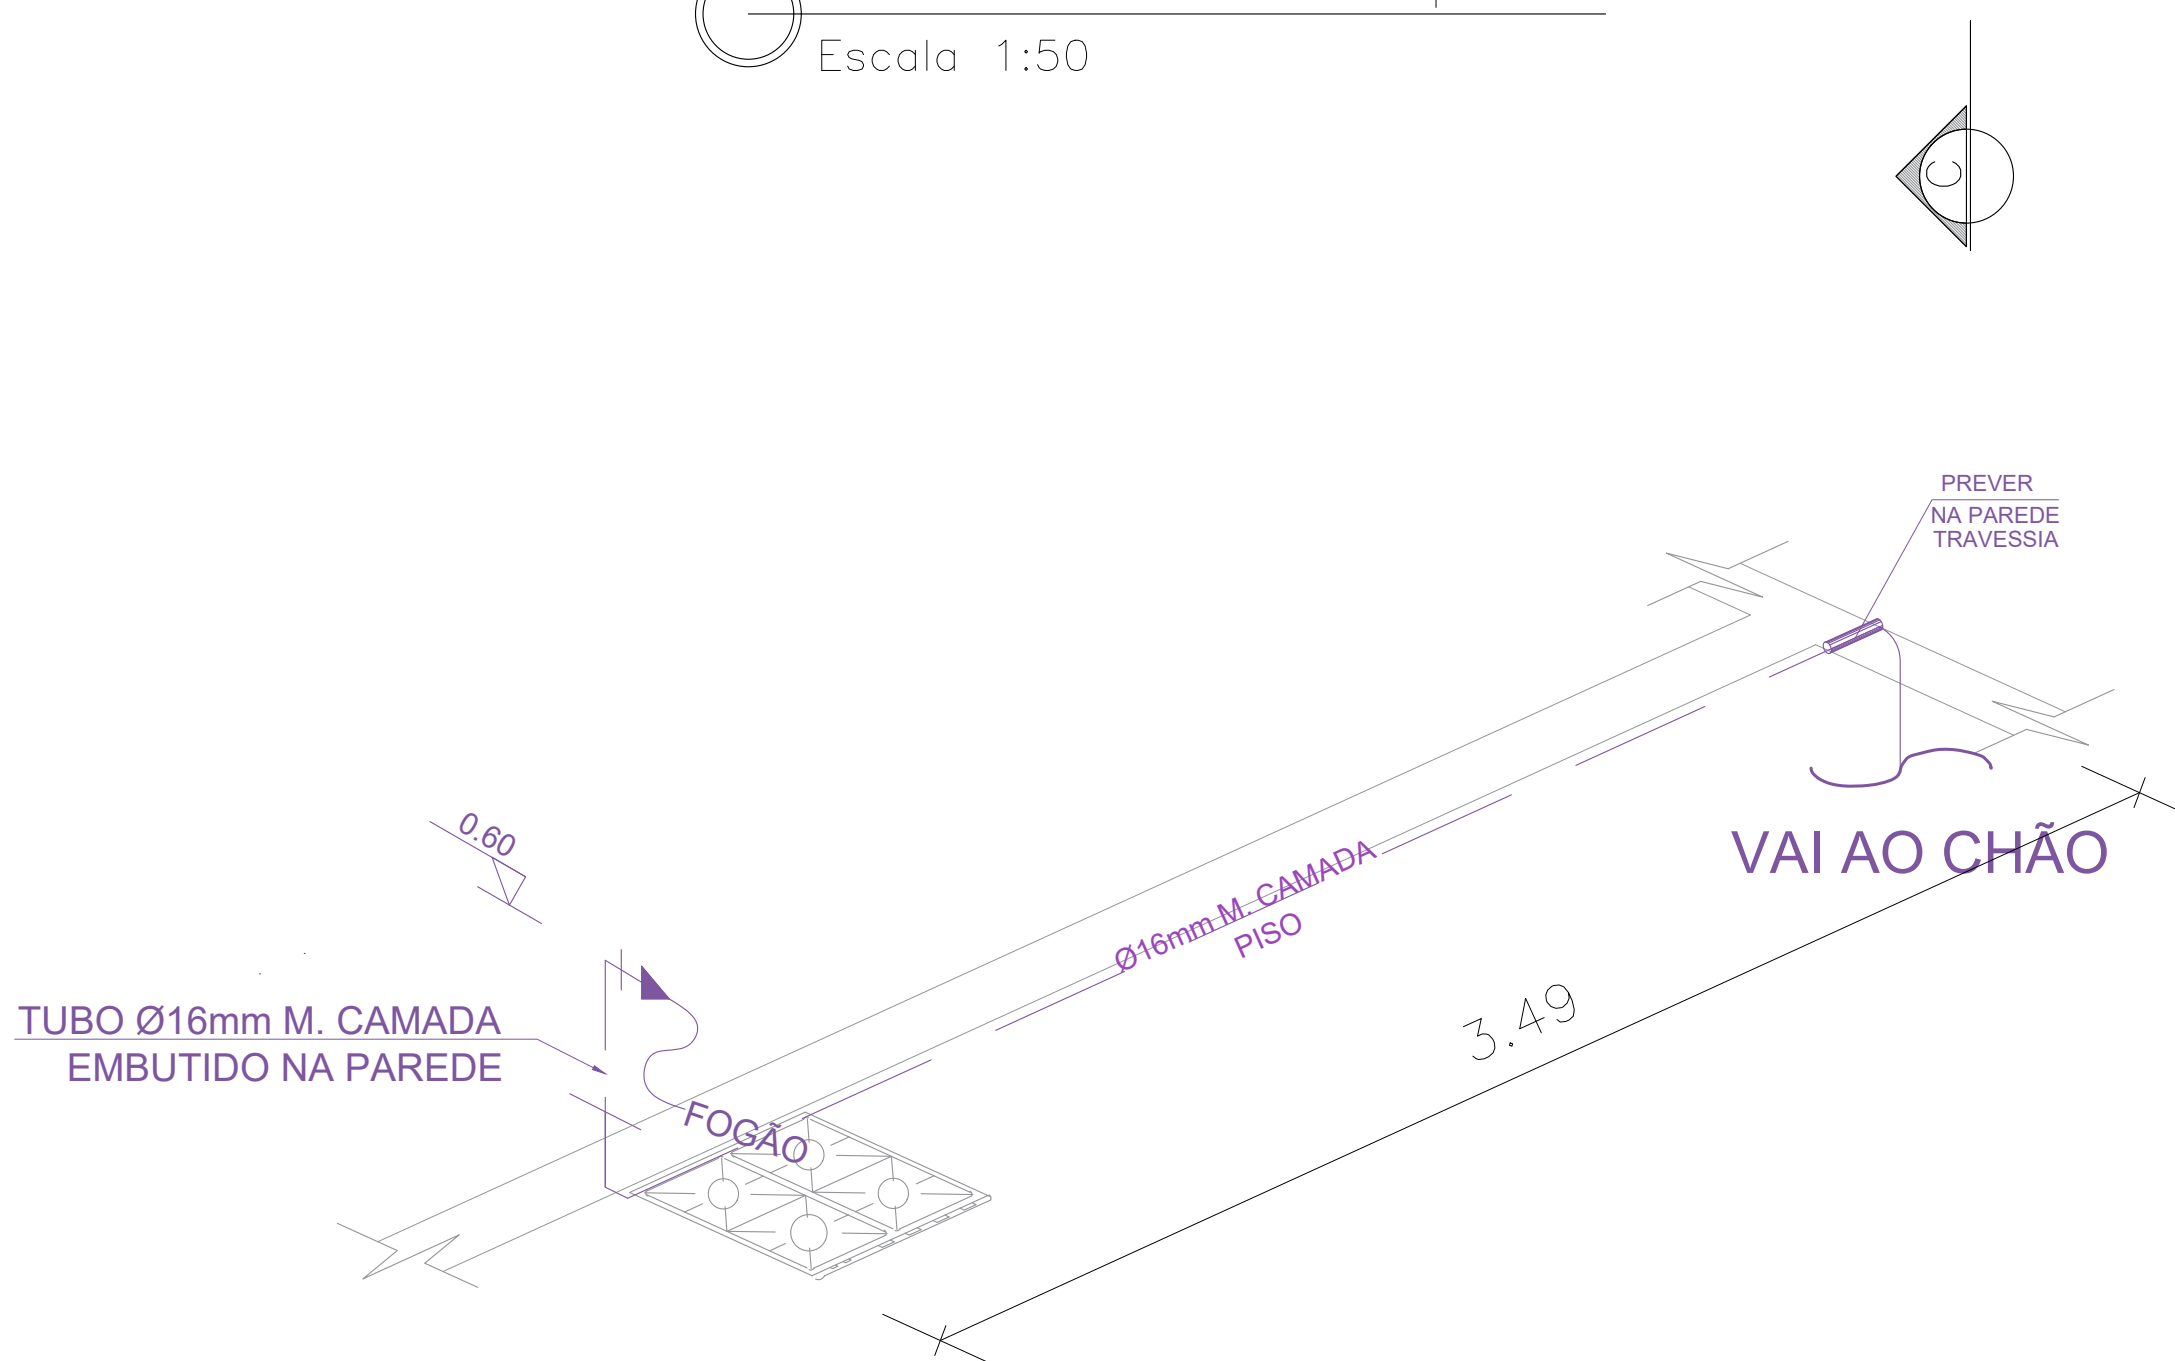 Escala 1:50
C
PREVER
NA PAREDE
TRAVESSIA
0.60
VAI AO CHÃO
Ø16mm M. CAMADA
PISO
3.49
TUBO Ø16mm M. CAMADA
EMBUTIDO NA PAREDE
FOGÃO